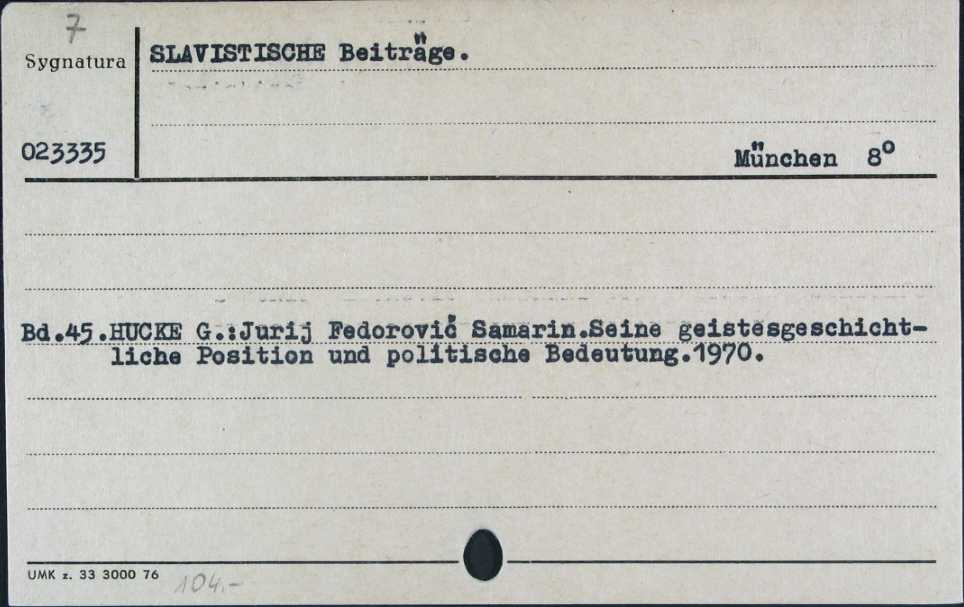 7
Sygnatura
SLAVISTISCHE Beiträge.
023335
München 8°
Bd.45.HUCKE G.:Jurij Fedorovič Samarin.Seine geistesgeschicht-
liche Position und politische Bedeutung.1970.
UMK z. 33 3000 76
104.-